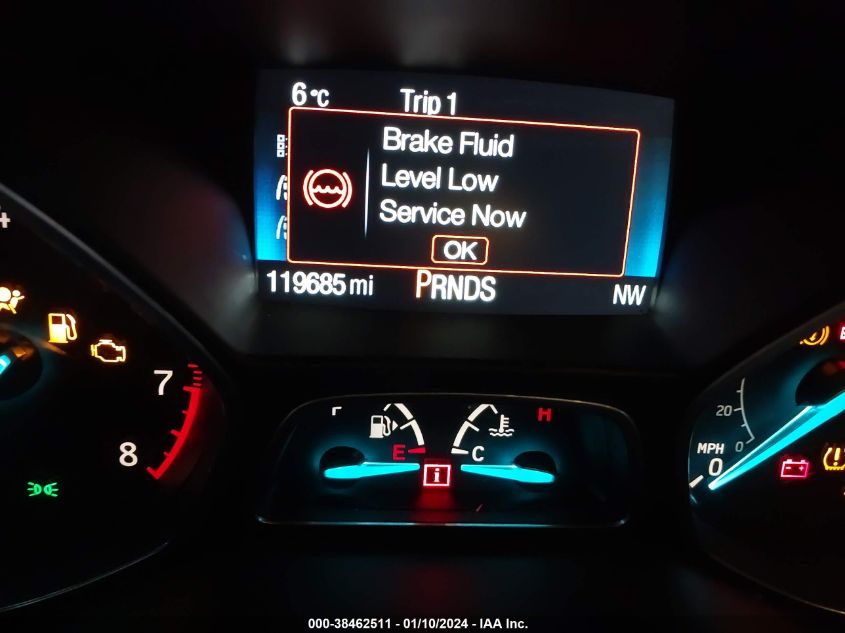 6°C Trip 1
Brake Fluid
Level Low
Service Now
OK
119685 mi PRNDS NW
7
8
E C H
20
0
MPH
0
000-38462511 - 01/10/2024 - IAA Inc.